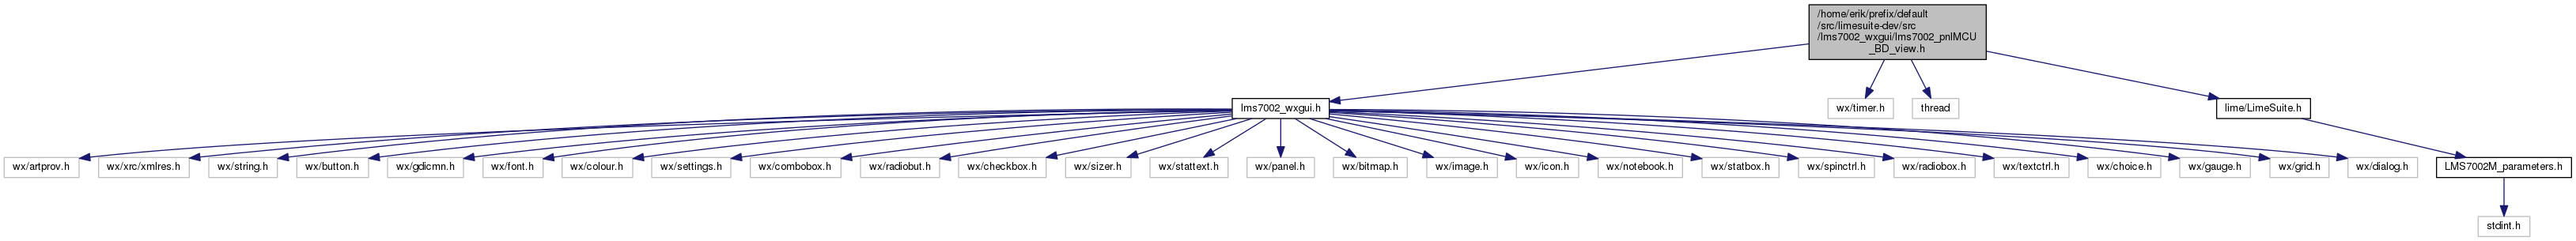 /home/erik/prefix/default
/src/limesuite-dev/src
/lms7002_wxgui/lms7002_pnlMCU
_BD_view.h
lms7002_wxgui.h
wx/timer.h
thread
lime/LimeSuite.h
wx/artprov.h
wx/xrc/xmlres.h
wx/string.h
wx/button.h
wx/gdicmn.h
wx/font.h
wx/colour.h
wx/settings.h
wx/combobox.h
wx/radiobut.h
wx/checkbox.h
wx/sizer.h
wx/stattext.h
wx/panel.h
wx/bitmap.h
wx/image.h
wx/icon.h
wx/notebook.h
wx/statbox.h
wx/spinctrl.h
wx/radiobox.h
wx/textctrl.h
wx/choice.h
wx/gauge.h
wx/grid.h
wx/dialog.h
LMS7002M_parameters.h
stdint.h